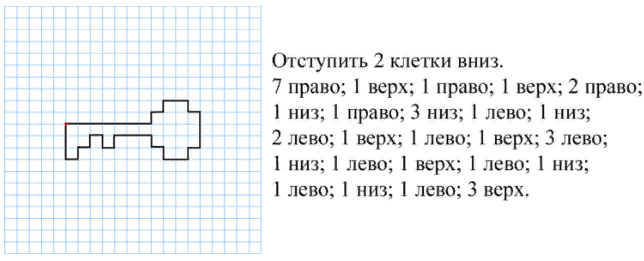 Отступить 2 клетки вниз.
7 право; 1 верх; 1 право; 1 верх; 2 право;
1 низ; 1 право; 3 низ; 1 лево; 1 низ;
2 лево; 1 верх; 1 лево; 1 верх; 3 лево;
1 низ; 1 лево; 1 верх; 1 лево; 1 низ;
1 лево; 1 низ; 1 лево; 3 верх.